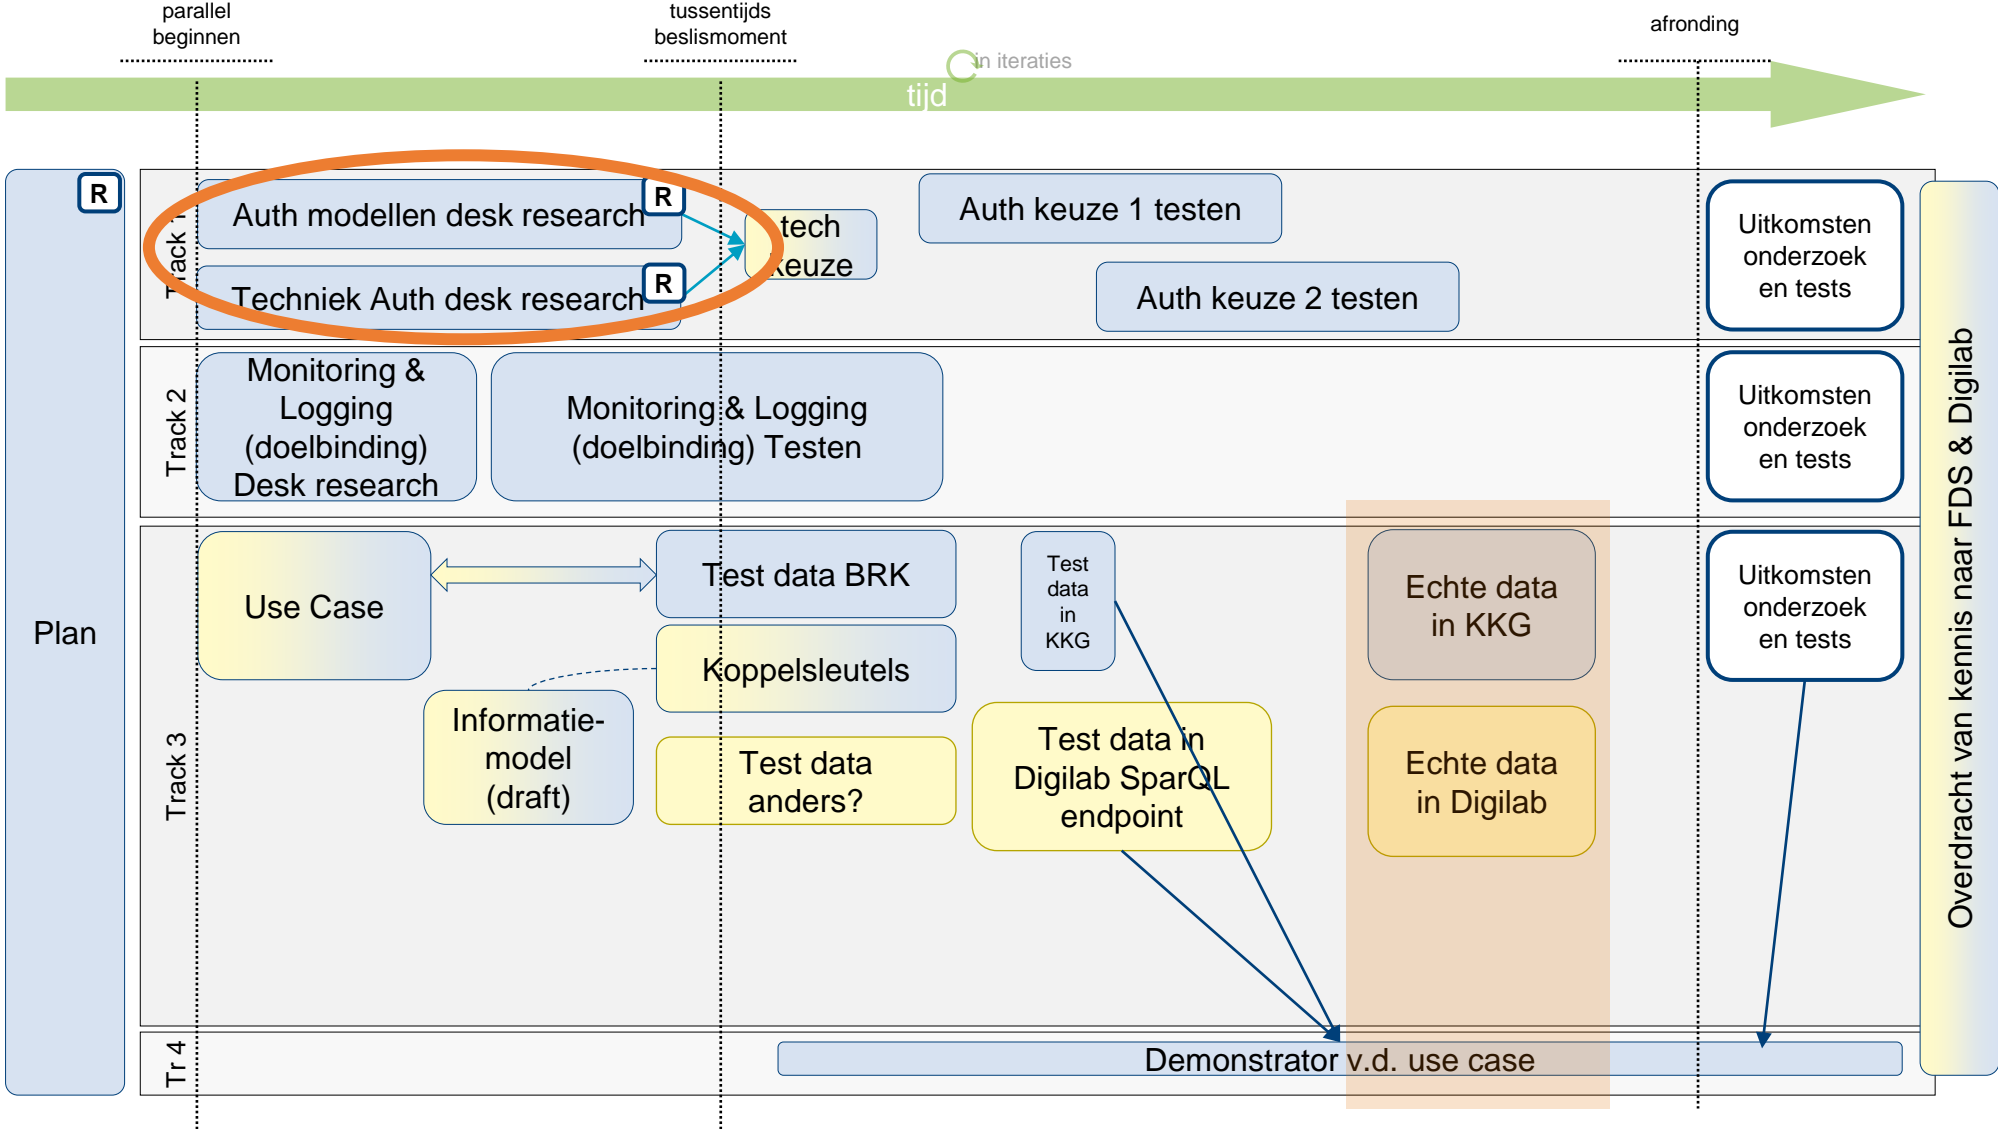 parallel
beginnen
tussentijds
beslismoment
afronding
in iteraties
tijd
Plan
R
Track 1
Auth modellen desk research
R
Techniek Auth desk research
R
tech
keuze
Auth keuze 1 testen
Auth keuze 2 testen
Uitkomsten
onderzoek
en tests
Track 2
Monitoring &
Logging
(doelbinding)
Desk research
Monitoring & Logging
(doelbinding) Testen
Uitkomsten
onderzoek
en tests
Track 3
Use Case
Informatie-
model
(draft)
Test data BRK
Koppelsleutels
Test data
anders?
Test
data
in
KKG
Test data in
Digilab SparQL
endpoint
Echte data
in KKG
Echte data
in Digilab
Uitkomsten
onderzoek
en tests
Tr 4
Demonstrator v.d. use case
Overdracht van kennis naar FDS & Digilab